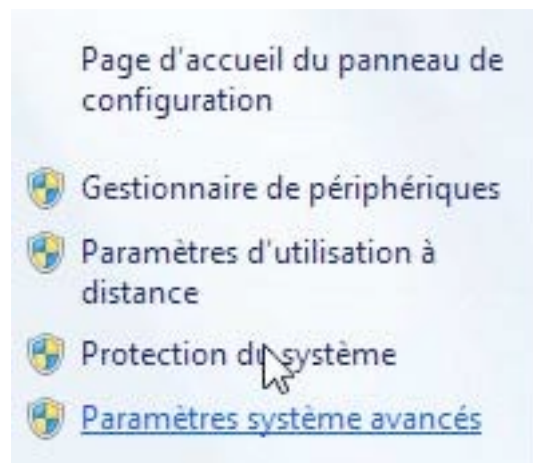 Page d'accueil du panneau de
configuration
Gestionnaire de périphériques
Paramètres d'utilisation à
distance
Protection du système
Paramètres système avancés